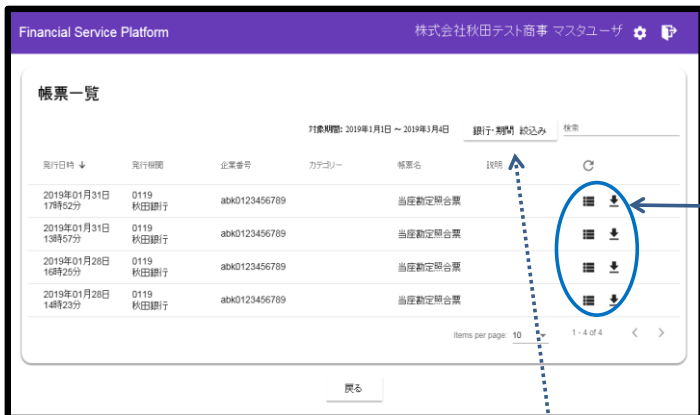 Financial Service Platform
株式会社秋田テスト商事 マスタユーザ
帳票一覧
対象期間: 2019年1月1日 ~ 2019年3月4日
銀行・期間 絞込み
検索
発行日時 発行機関 企業番号 カテゴリー 帳票名 説明
2019年01月31日 0119 abk0123456789 当座勘定照合票
17時52分 秋田銀行
2019年01月31日 0119 abk0123456789 当座勘定照合票
13時57分 秋田銀行
2019年01月28日 0119 abk0123456789 当座勘定照合票
16時25分 秋田銀行
2019年01月28日 0119 abk0123456789 当座勘定照合票
14時23分 秋田銀行
Items per page: 10 1 - 4 of 4
戻る